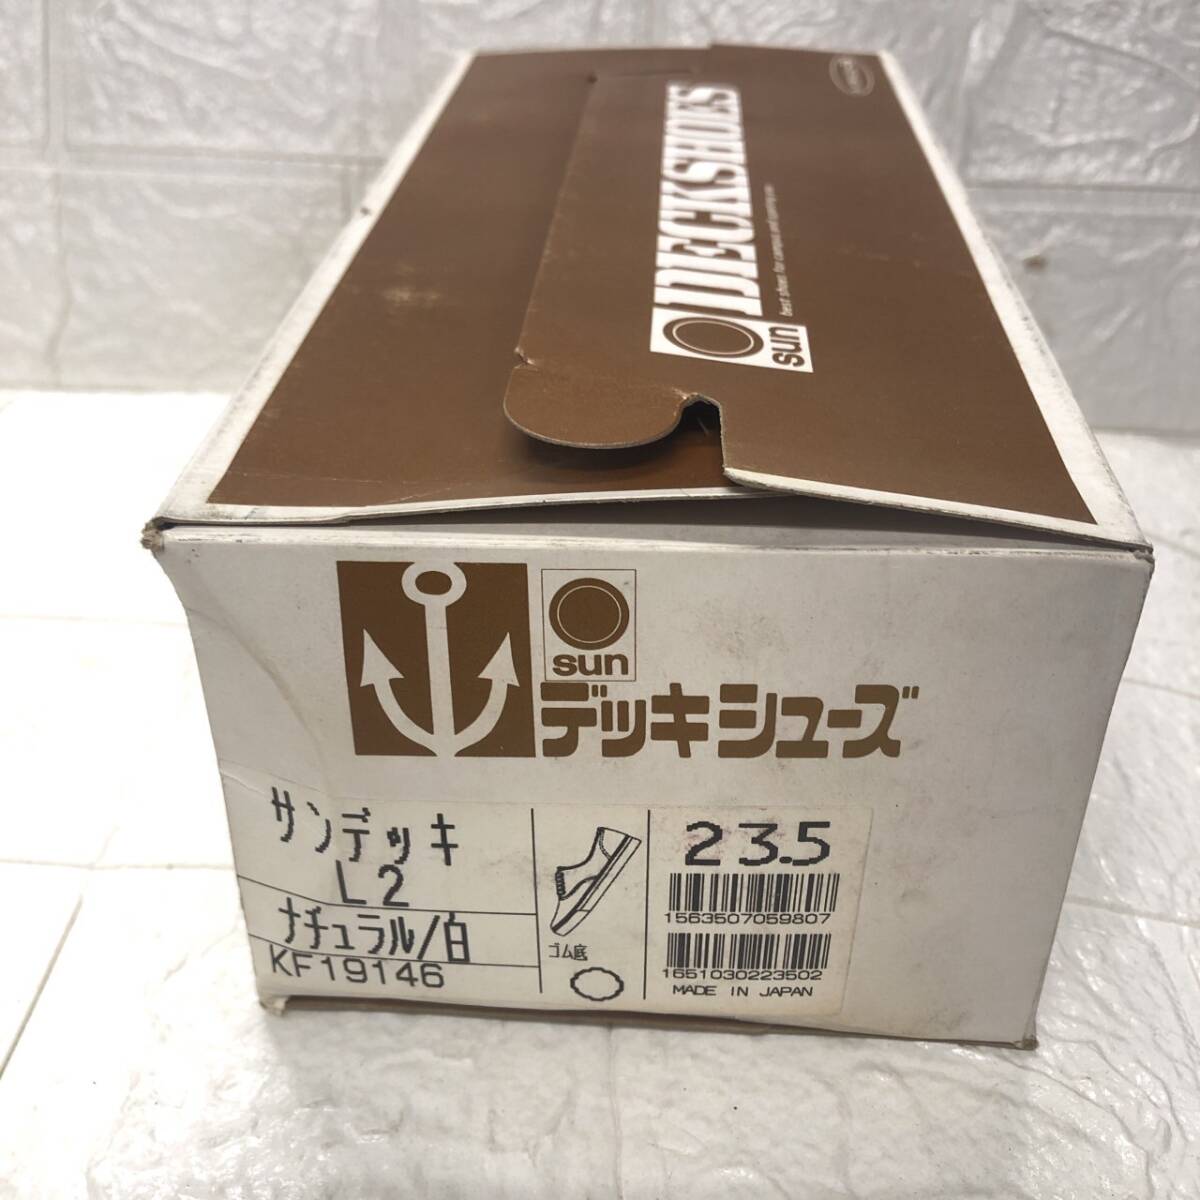 DECKSHOES
sun
best shoes for campus and
sun
デッキシューズ
サンデッキ
L2
ナチュラル/白
KF19146
ゴム底
23.5
1563507059807
1651030223502
MADE IN JAPAN